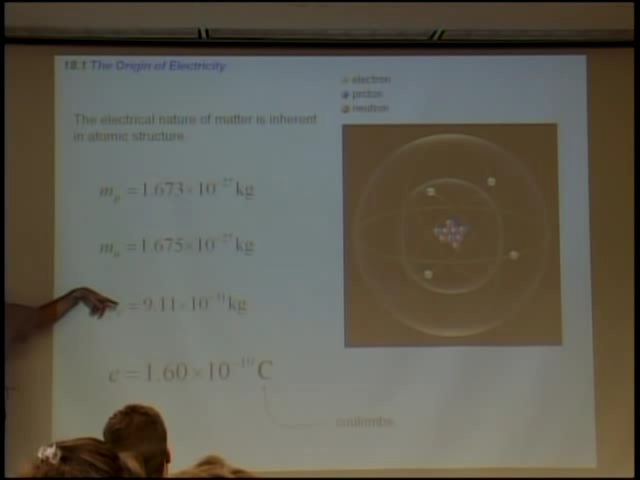 18.1 The Origin of Electricity
electron
proton
neutron
The electrical nature of matter is inherent
in atomic structure.
mₚ = 1.673×10⁻²⁷ kg
mₙ = 1.675×10⁻²⁷ kg
= 9.11×10⁻³¹ kg
e = 1.60×10⁻¹⁹ C
coulombs